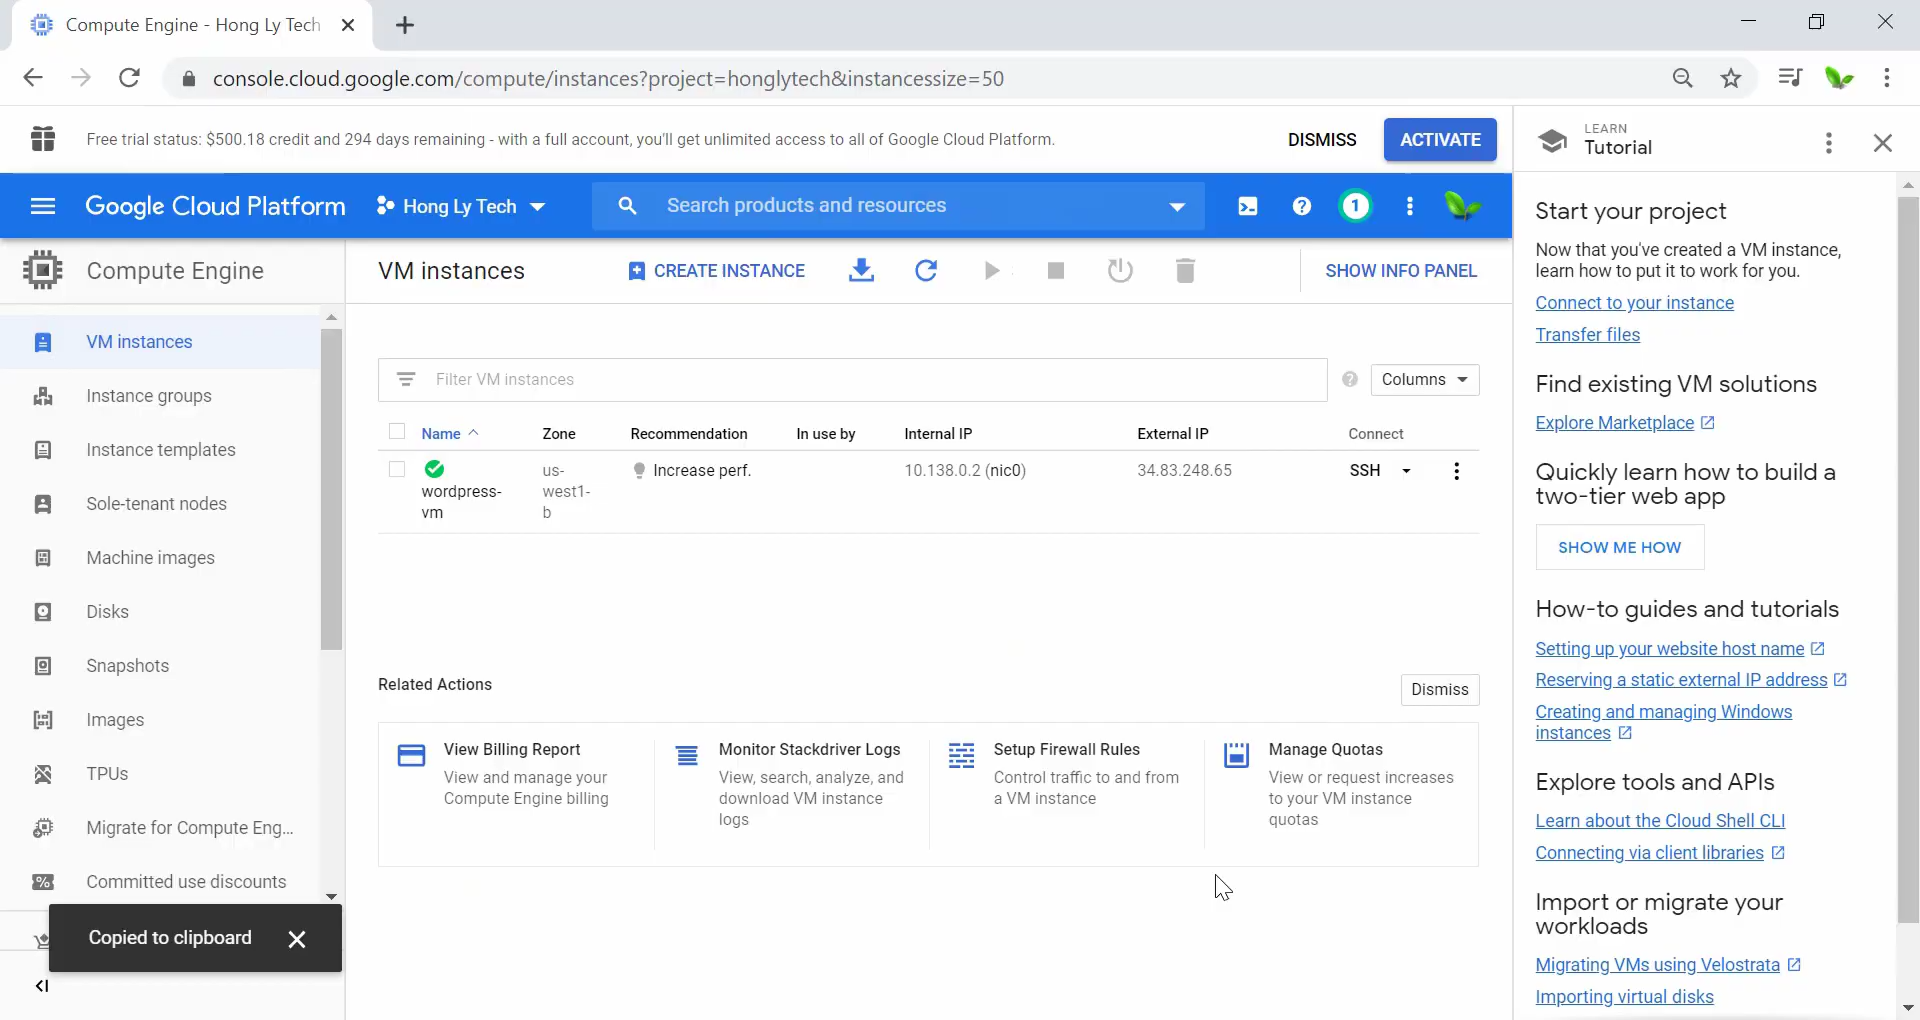 Compute Engine - Hong Ly Tech
console.cloud.google.com/compute/instances?project=honglytech&instancessize=50
Free trial status: $500.18 credit and 294 days remaining - with a full account, you'll get unlimited access to all of Google Cloud Platform.
DISMISS
ACTIVATE
Google Cloud Platform
Hong Ly Tech
Search products and resources
1
Compute Engine
VM instances
CREATE INSTANCE
SHOW INFO PANEL
VM instances
Instance groups
Instance templates
Sole-tenant nodes
Machine images
Disks
Snapshots
Images
TPUs
Migrate for Compute Eng...
Committed use discounts
Copied to clipboard
Filter VM instances
Columns
Name
Zone
Recommendation
In use by
Internal IP
External IP
Connect
wordpress-
vm
us-
west1-
b
Increase perf.
10.138.0.2 (nic0)
34.83.248.65
SSH
Related Actions
Dismiss
View Billing Report
View and manage your
Compute Engine billing
Monitor Stackdriver Logs
View, search, analyze, and
download VM instance
logs
Setup Firewall Rules
Control traffic to and from
a VM instance
Manage Quotas
View or request increases
to your VM instance
quotas
LEARN
Tutorial
Start your project
Now that you've created a VM instance,
learn how to put it to work for you.
Connect to your instance
Transfer files
Find existing VM solutions
Explore Marketplace
Quickly learn how to build a
two-tier web app
SHOW ME HOW
How-to guides and tutorials
Setting up your website host name
Reserving a static external IP address
Creating and managing Windows
instances
Explore tools and APIs
Learn about the Cloud Shell CLI
Connecting via client libraries
Import or migrate your
workloads
Migrating VMs using Velostrata
Importing virtual disks